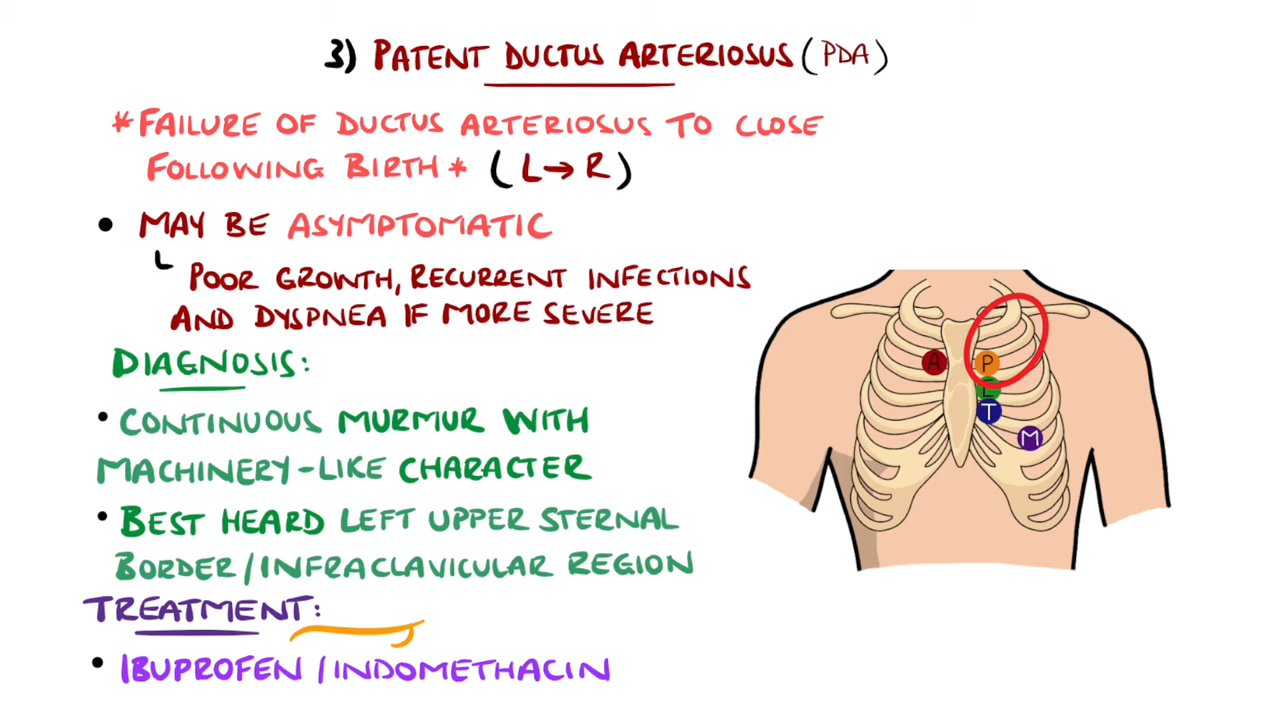 3) PATENT DUCTUS ARTERIOSUS (PDA)
*FAILURE OF DUCTUS ARTERIOSUS TO CLOSE
FOLLOWING BIRTH* (L→R)
• MAY BE ASYMPTOMATIC
POOR GROWTH, RECURRENT INFECTIONS
AND DYSPNEA IF MORE SEVERE
DIAGNOSIS:
• CONTINUOUS MURMUR WITH
MACHINERY-LIKE CHARACTER
• BEST HEARD LEFT UPPER STERNAL
BORDER/INFRACLAVICULAR REGION
TREATMENT:
• IBUPROFEN/INDOMETHACIN
A
P
T
M